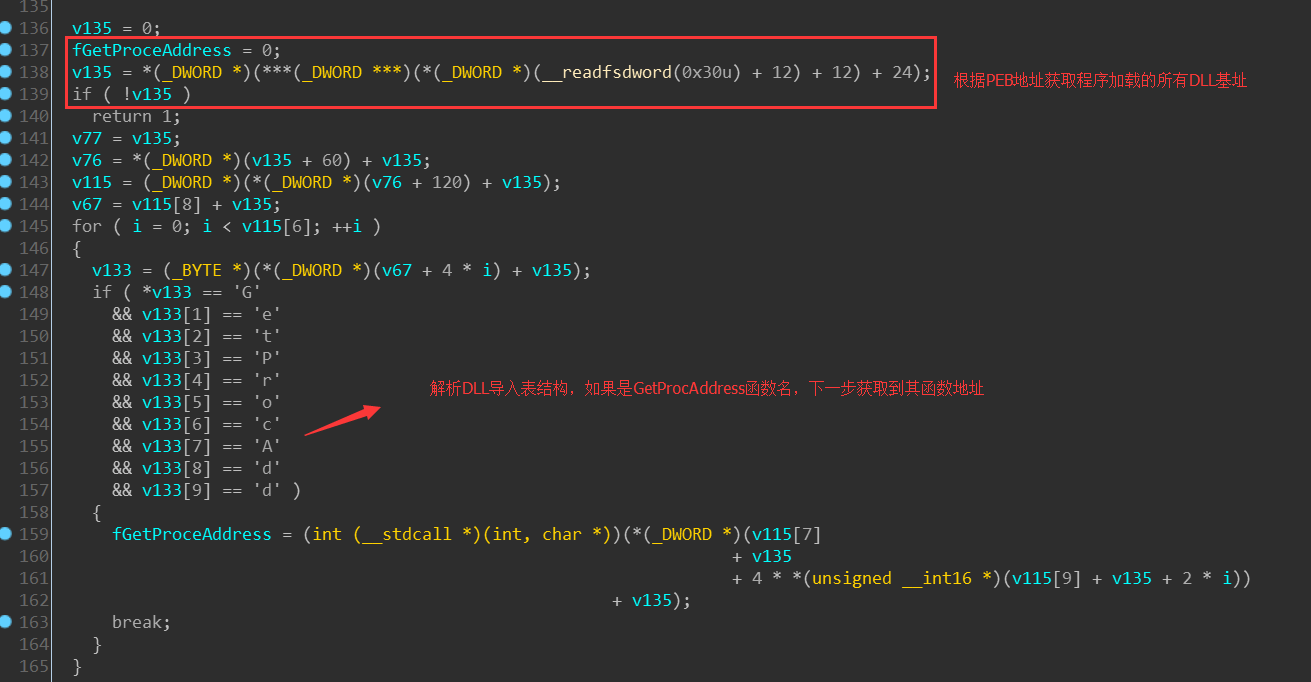 135
136 v135 = 0;
137 fGetProceAddress = 0;
138 v135 = *(_DWORD *)(***(_DWORD ***)(*(_DWORD *)(__readfsdword(0x30u) + 12) + 12) + 24);
根据PEB地址获取程序加载的所有DLL基址
139 if ( !v135 )
140 return 1;
141 v77 = v135;
142 v76 = *(_DWORD *)(v135 + 60) + v135;
143 v115 = (_DWORD *)(*(_DWORD *)(v76 + 120) + v135);
144 v67 = v115[8] + v135;
145 for ( i = 0; i < v115[6]; ++i )
146 {
147 v133 = (_BYTE *)(*(_DWORD *)(v67 + 4 * i) + v135);
148 if ( *v133 == 'G'
149 && v133[1] == 'e'
150 && v133[2] == 't'
151 && v133[3] == 'P'
152 && v133[4] == 'r'
解析DLL导入表结构，如果是GetProcAddress函数名，下一步获取到其函数地址
153 && v133[5] == 'o'
154 && v133[6] == 'c'
155 && v133[7] == 'A'
156 && v133[8] == 'd'
157 && v133[9] == 'd' )
158 {
159 fGetProceAddress = (int (__stdcall *)(int, char *))(*(_DWORD *)(v115[7]
160 + v135
161 + 4 * *(unsigned __int16 *)(v115[9] + v135 + 2 * i))
162 + v135);
163 break;
164 }
165 }